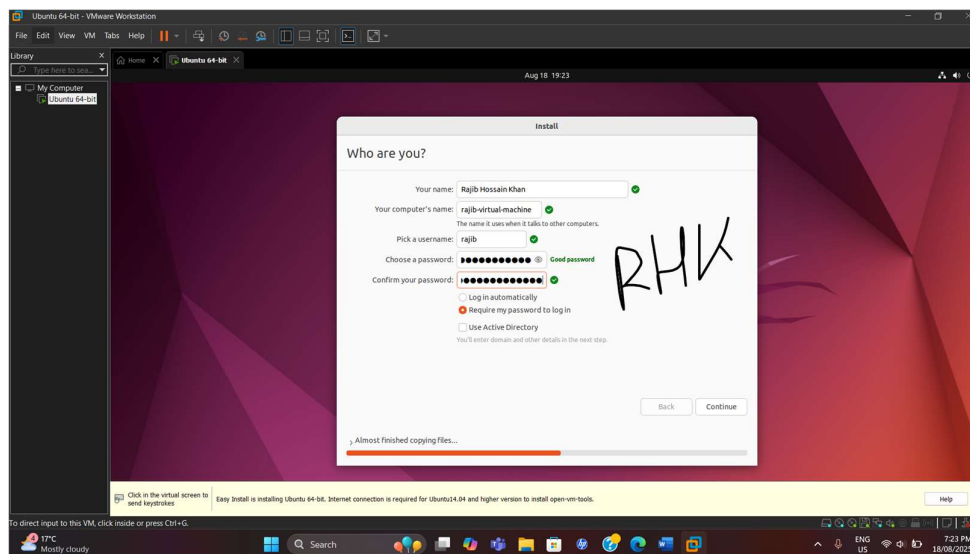 Ubuntu 64-bit - VMware Workstation
File Edit View VM Tabs Help
Library
Type here to sea...
My Computer
Ubuntu 64-bit
Home
Ubuntu 64-bit
Aug 18 19:23
Install
Who are you?
Your name: Rajib Hossain Khan
Your computer's name: rajib-virtual-machine
The name it uses when it talks to other computers.
Pick a username: rajib
Choose a password: Good password
Confirm your password:
Log in automatically
Require my password to log in
Use Active Directory
You'll enter domain and other details in the next step.
RHK
Back Continue
Almost finished copying files...
Click in the virtual screen to send keystrokes
Easy Install is installing Ubuntu 64-bit. Internet connection is required for Ubuntu14.04 and higher version to install open-vm-tools.
Help
To direct input to this VM, click inside or press Ctrl+G.
17°C
Mostly cloudy
Search
ENG
US
7:23 PM
18/08/202